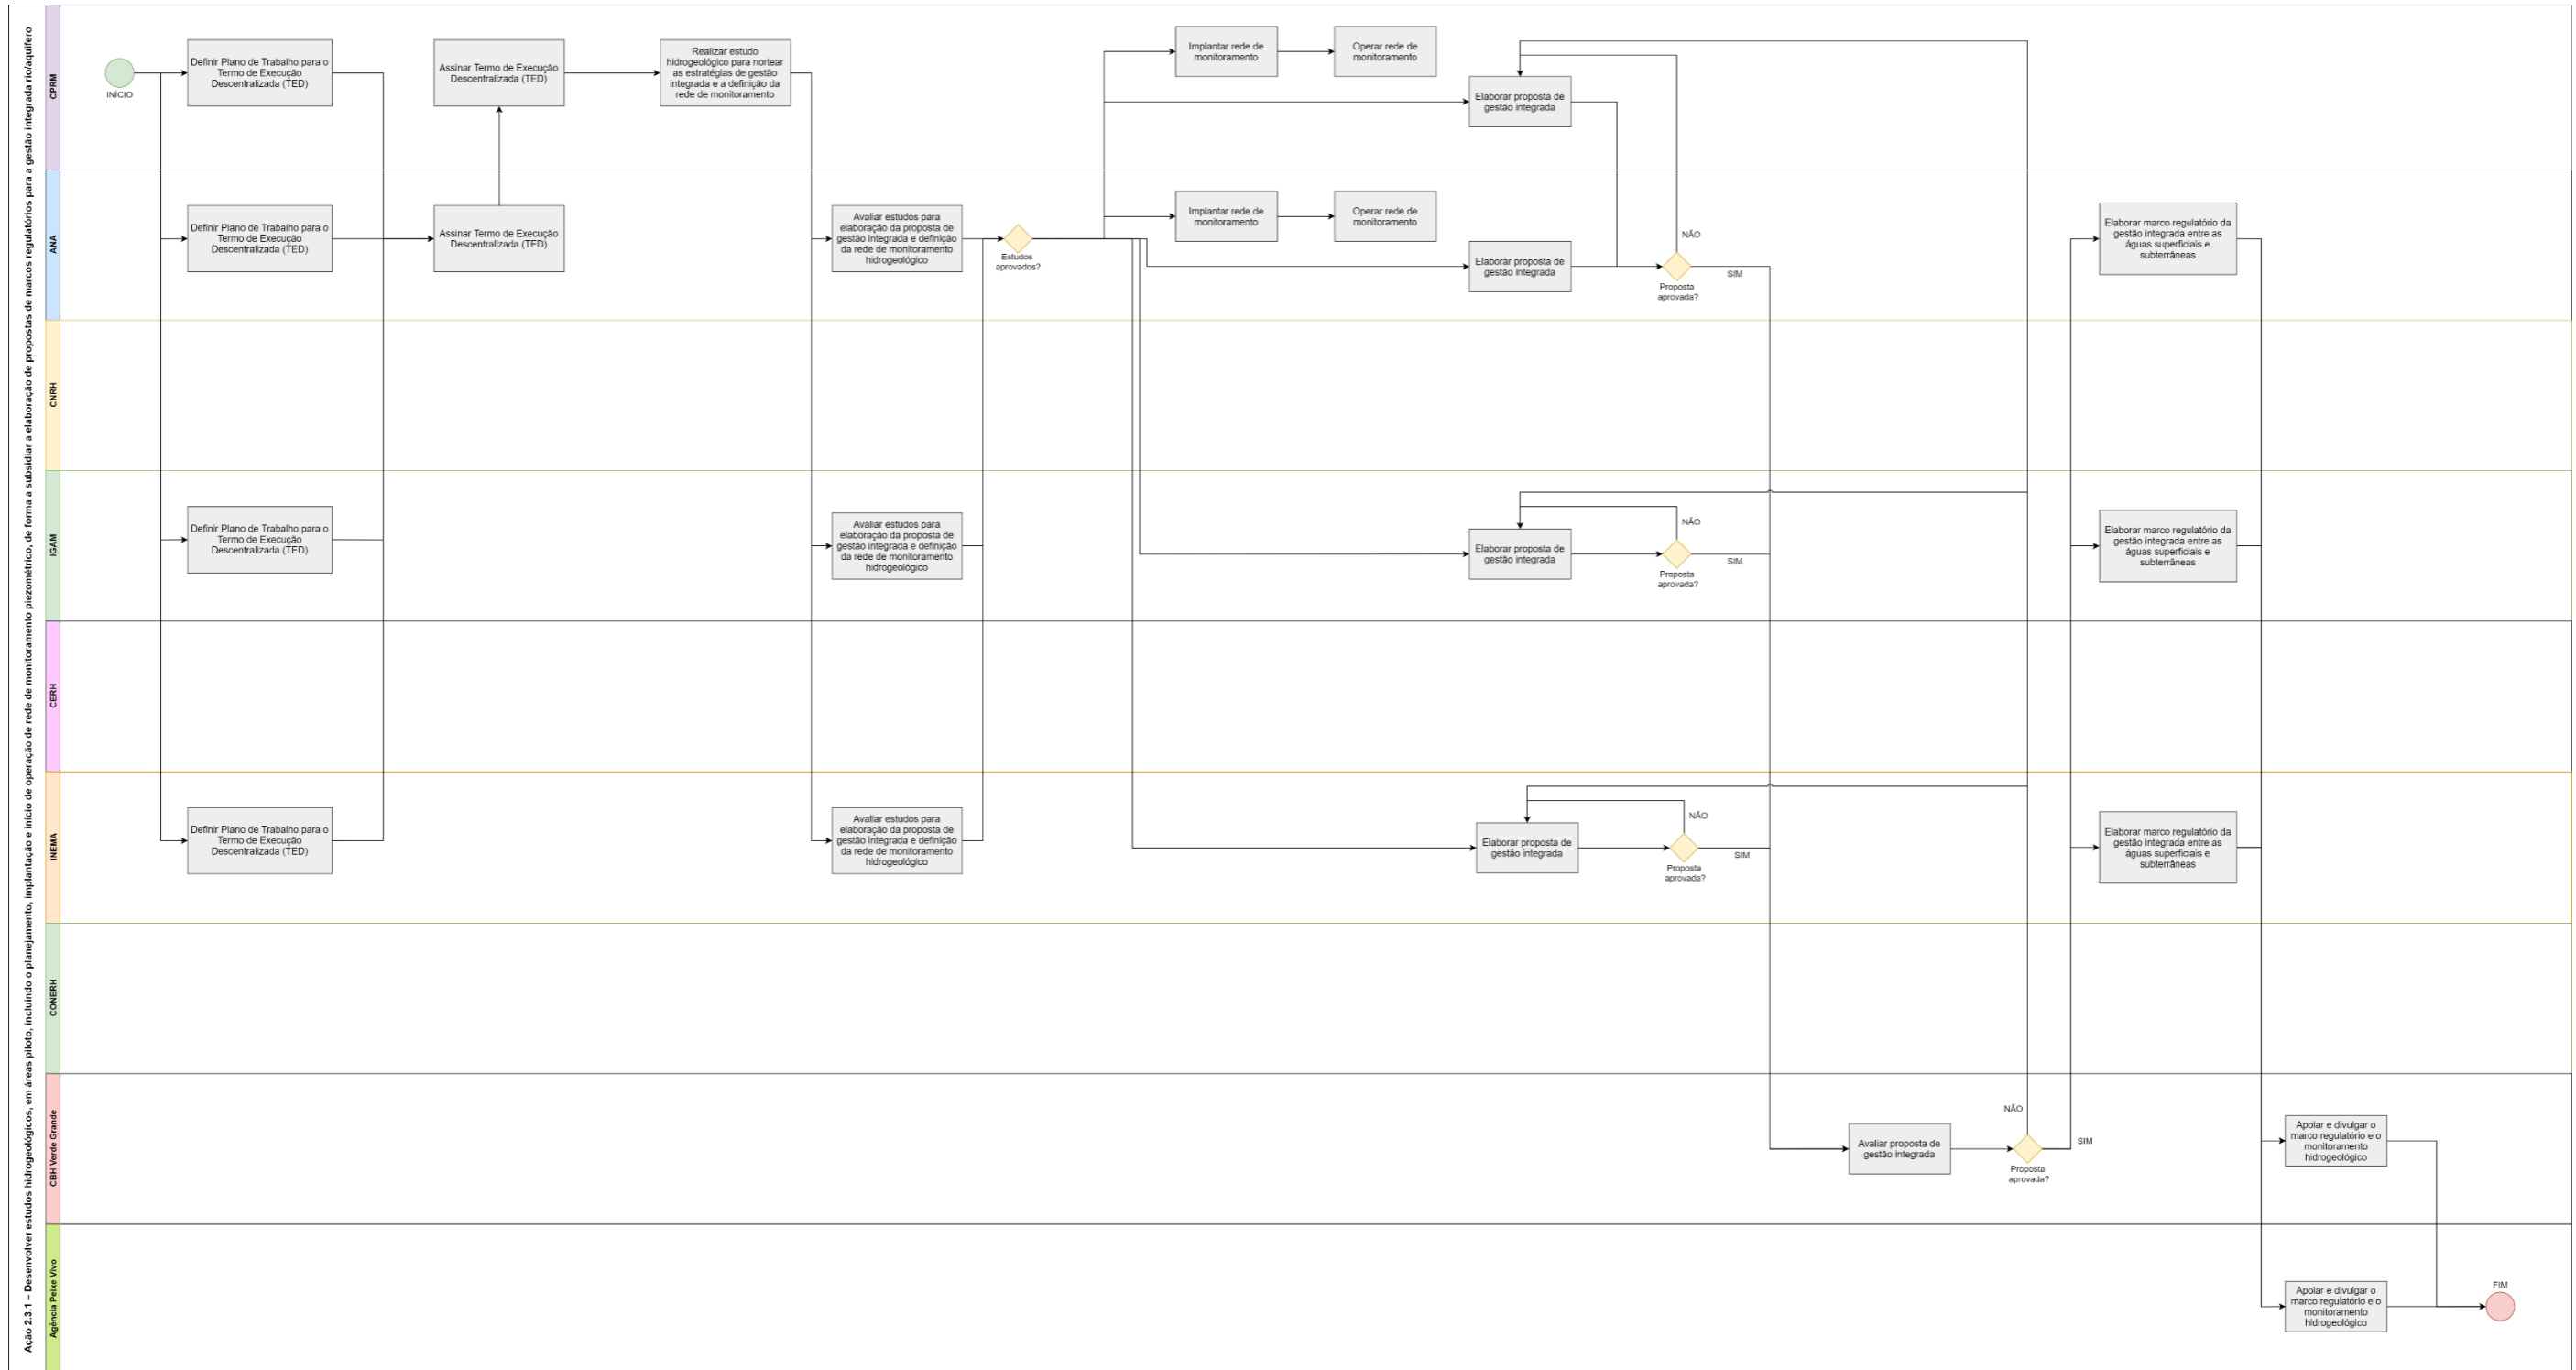 Ação 2.3.1 – Desenvolver estudos hidrogeológicos, em áreas piloto, incluindo o planejamento, implantação e início de operação de rede de monitoramento piezométrico, de forma a subsidiar a elaboração de propostas de marcos regulatórios para a gestão integrada rio/aquífero
CPRM
INÍCIO
Definir Plano de Trabalho para o
Termo de Execução
Descentralizada (TED)
Assinar Termo de Execução
Descentralizada (TED)
Realizar estudo
hidrogeológico para nortear
as estratégias de gestão
integrada e a definição da
rede de monitoramento
Implantar rede de
monitoramento
Operar rede de
monitoramento
Elaborar proposta de
gestão integrada
ANA
Definir Plano de Trabalho para o
Termo de Execução
Descentralizada (TED)
Assinar Termo de Execução
Descentralizada (TED)
Avaliar estudos para
elaboração da proposta de
gestão integrada e definição
da rede de monitoramento
hidrogeológico
Estudos
aprovados?
Implantar rede de
monitoramento
Operar rede de
monitoramento
Elaborar proposta de
gestão integrada
NÃO
SIM
Proposta
aprovada?
Elaborar marco regulatório da
gestão integrada entre as
águas superficiais e
subterrâneas
CNRH
IGAM
Definir Plano de Trabalho para o
Termo de Execução
Descentralizada (TED)
Avaliar estudos para
elaboração da proposta de
gestão integrada e definição
da rede de monitoramento
hidrogeológico
Elaborar proposta de
gestão integrada
NÃO
SIM
Proposta
aprovada?
Elaborar marco regulatório da
gestão integrada entre as
águas superficiais e
subterrâneas
CERH
INEMA
Definir Plano de Trabalho para o
Termo de Execução
Descentralizada (TED)
Avaliar estudos para
elaboração da proposta de
gestão integrada e definição
da rede de monitoramento
hidrogeológico
Elaborar proposta de
gestão integrada
NÃO
SIM
Proposta
aprovada?
Elaborar marco regulatório da
gestão integrada entre as
águas superficiais e
subterrâneas
CONERH
CBH Verde Grande
Avaliar proposta de
gestão integrada
NÃO
SIM
Proposta
aprovada?
Apoiar e divulgar o
marco regulatório e o
monitoramento
hidrogeológico
Agência Peixe Vivo
Apoiar e divulgar o
marco regulatório e o
monitoramento
hidrogeológico
FIM